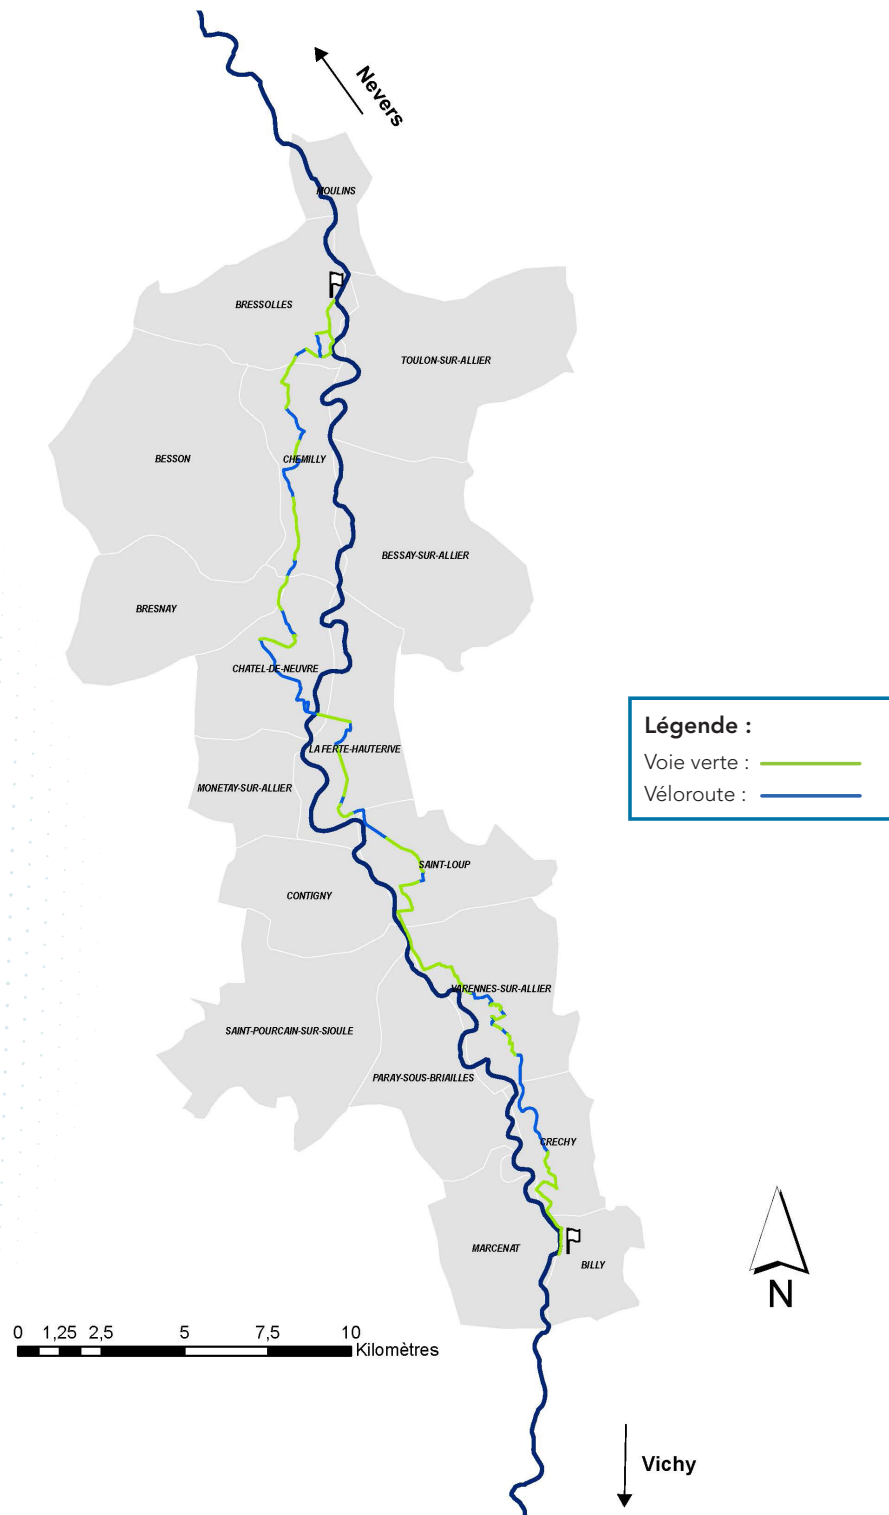 Nevers
MOULINS
BRESSOLLES
TOULON-SUR-ALLIER
BESSON
CHEMILLY
BESSAY-SUR-ALLIER
BRESNAY
CHATEL-DE-NEUVRE
LA FERTE-HAUTERIVE
MONETAY-SUR-ALLIER
Légende :
Voie verte :
Véloroute :
SAINT-LOUP
CONTIGNY
VARENNES-SUR-ALLIER
SAINT-POURCAIN-SUR-SIOULE
PARAY-SOUS-BRIAILLES
CRECHY
MARCENAT
BILLY
N
0 1,25 2,5 5 7,5 10
Kilomètres
Vichy